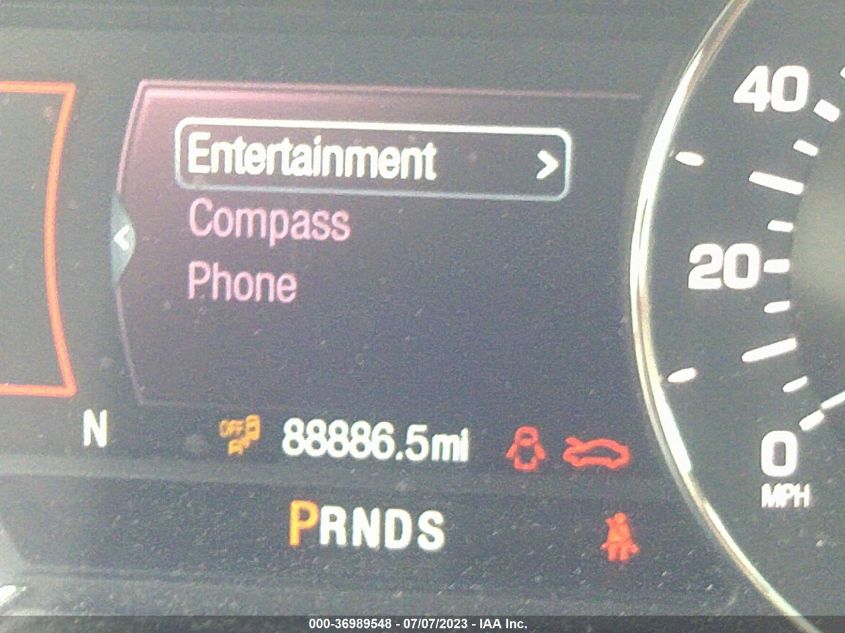 40
Entertainment >
Compass
<
20
Phone
N
OFF
88886.5mi
0
MPH
PRNDS
000-36989548 - 07/07/2023 - IAA Inc.